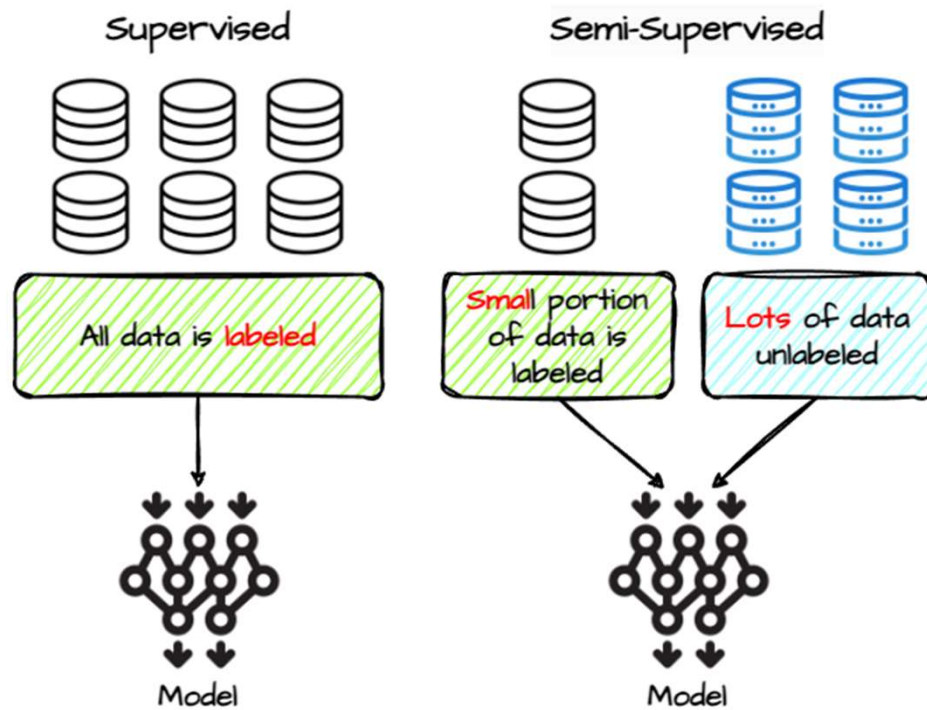 Supervised
Semi-Supervised
All data is labeled
Small portion
of data is
labeled
Lots of data
unlabeled
Model
Model